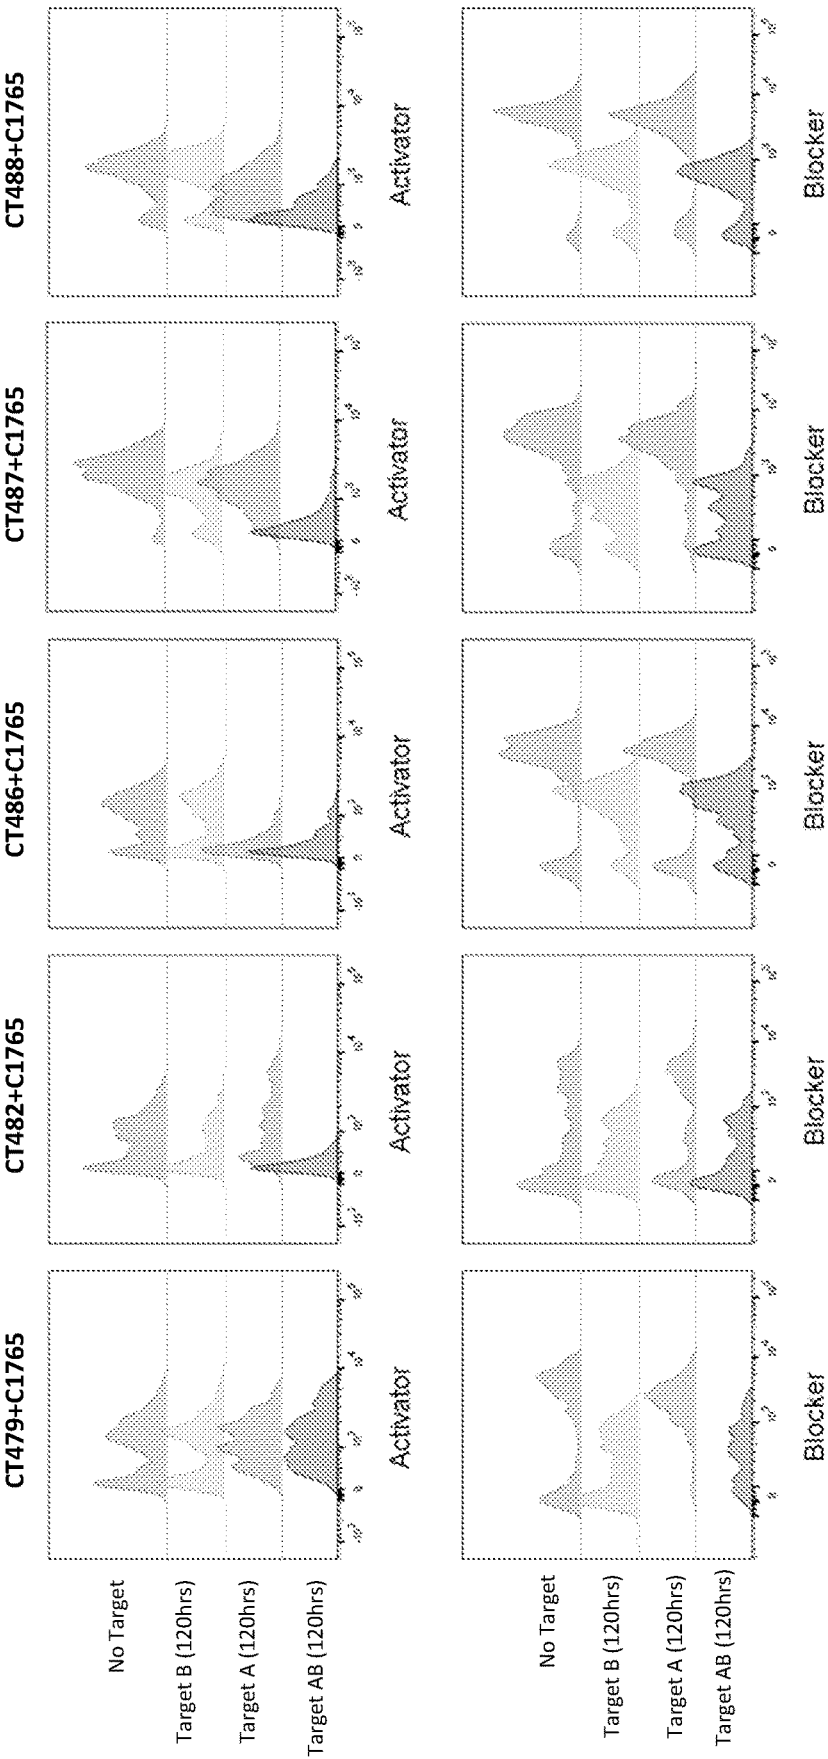 CT479+C1765
CT482+C1765
CT486+C1765
CT487+C1765
CT488+C1765
No Target
Target B (120hrs)
Target A (120hrs)
Target AB (120hrs)
Activator
Activator
Activator
Activator
Activator
No Target
Target B (120hrs)
Target A (120hrs)
Target AB (120hrs)
Blocker
Blocker
Blocker
Blocker
Blocker